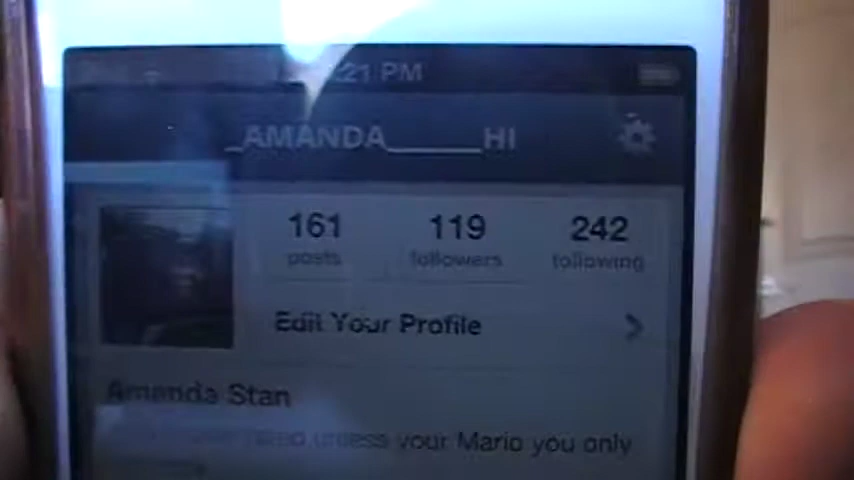 :21 PM
_AMANDA_____HI
161 119 242
posts followers following
Edit Your Profile
Amanda Stan
unless your Mario you only